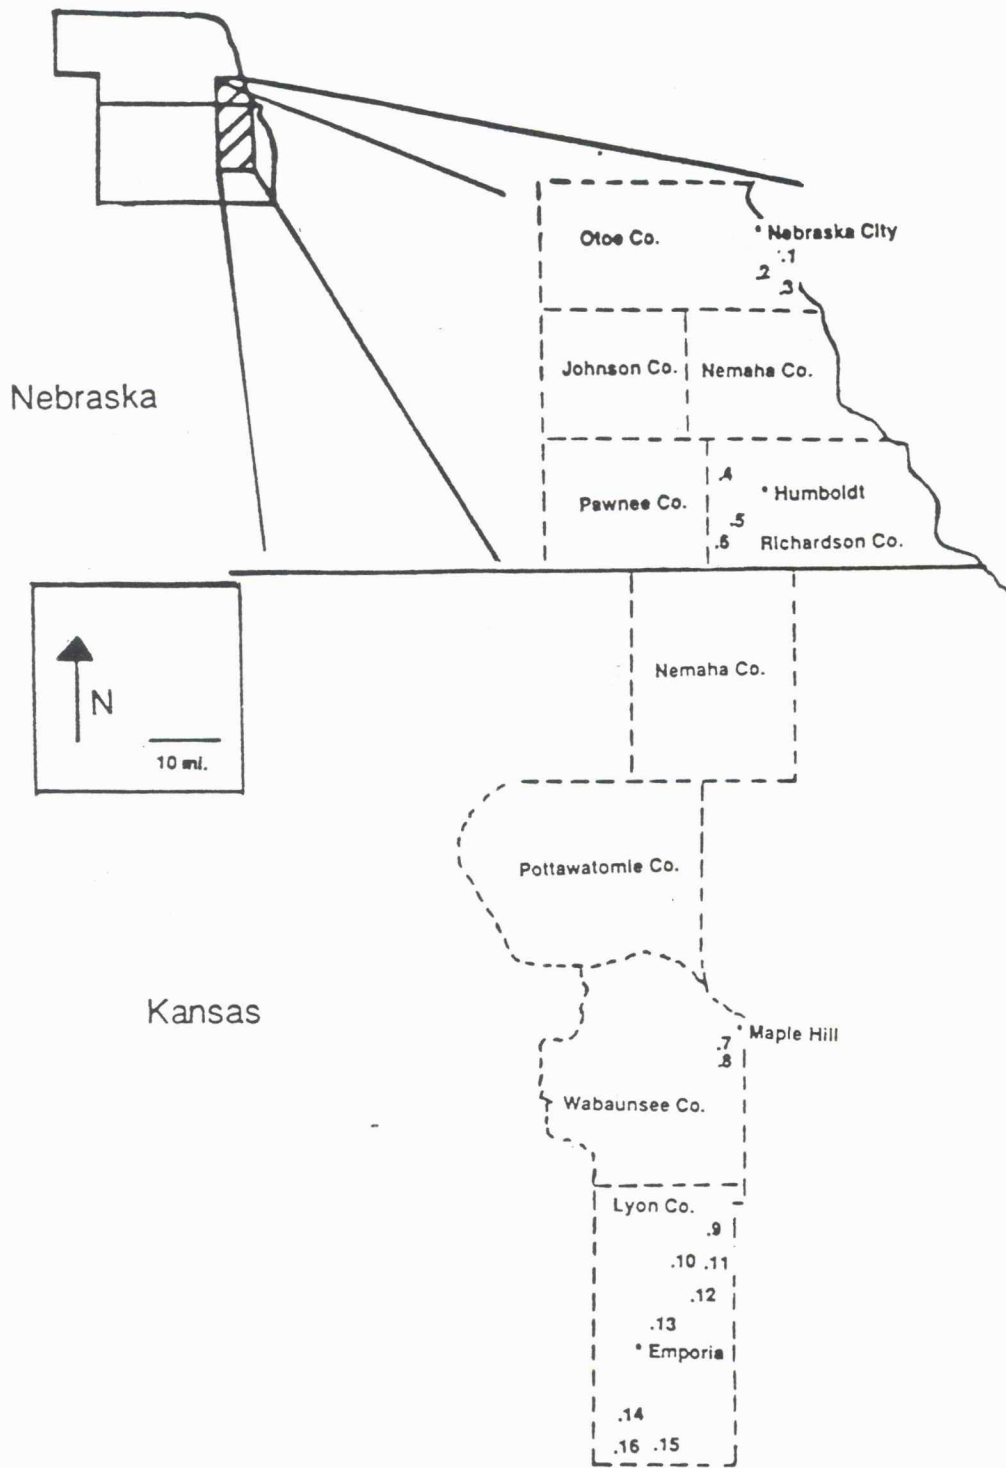 Otoe Co.
Nebraska City
.1
.2
.3
Johnson Co.
Nemaha Co.
Nebraska
.4
Humboldt
Pawnee Co.
.5
.6
Richardson Co.
Nemaha Co.
N
10 mi.
Pottawatomie Co.
Kansas
Maple Hill
.7
.8
Wabaunsee Co.
Lyon Co.
.9
.10 .11
.12
.13
Emporia
.14
.16 .15